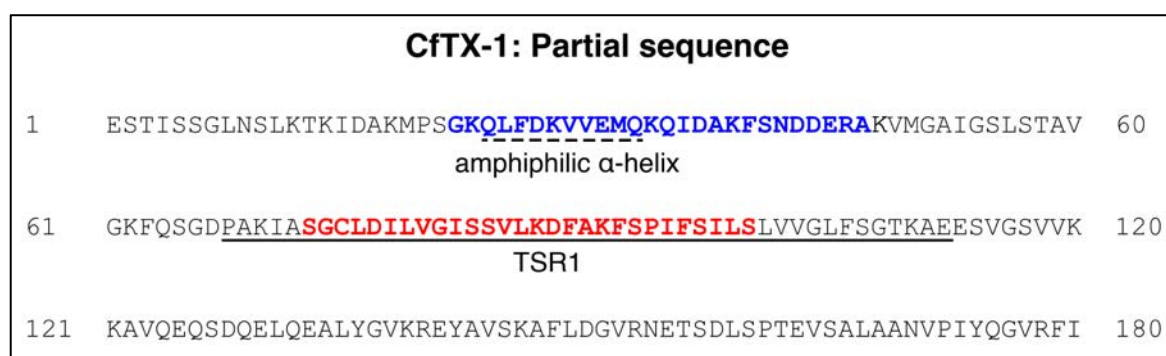 CfTX-1: Partial sequence
1 ESTISSGLNSLKTKIDAKMPSGKQLFDKVVEMQKQIDAKFSNDDERAKVMGAIGSLSTAV 60
amphiphilic α-helix
61 GKFQSGDPAKIASGCLDILVGISSVLKDFAKFSPIFSILSLVVGLFSGTKAEESVGSVVK 120
TSR1
121 KAVQEQSDQELQEALYGVKREYAVSKAFLDGVRNETSDLSPTEVSALAANVPIYQGVRFI 180